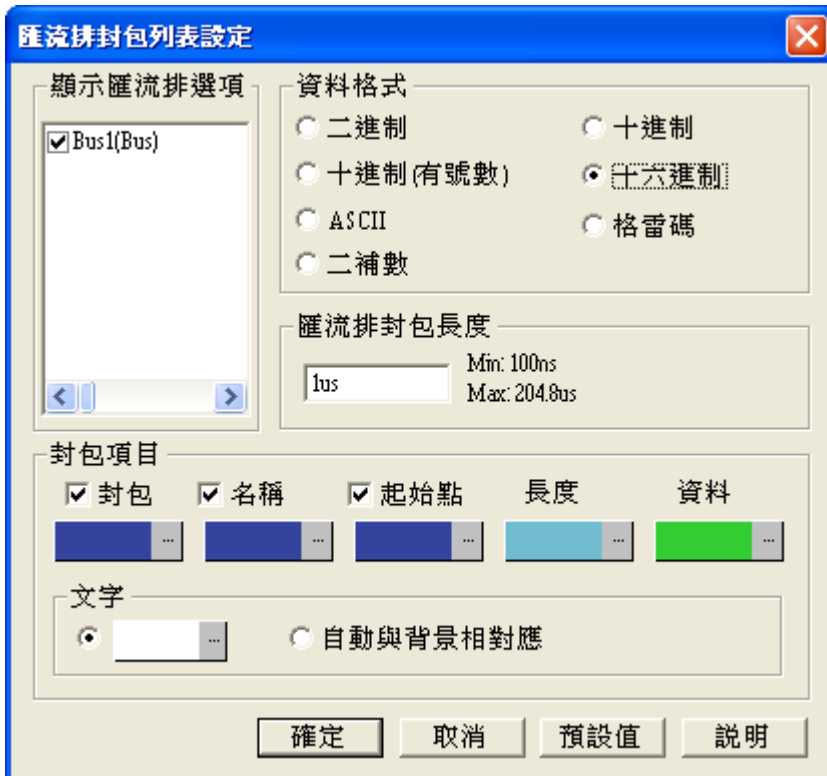 匯流排封包列表設定
顯示匯流排選項
Bus1(Bus)
資料格式
二進制
十進制
十進制(有號數)
十六進制
ASCII
格雷碼
二補數
匯流排封包長度
1us
Min: 100ns
Max: 204.8us
封包項目
封包 名稱 起始點 長度 資料
... ... ... ... ...
文字
... 自動與背景相對應
確定 取消 預設值 說明